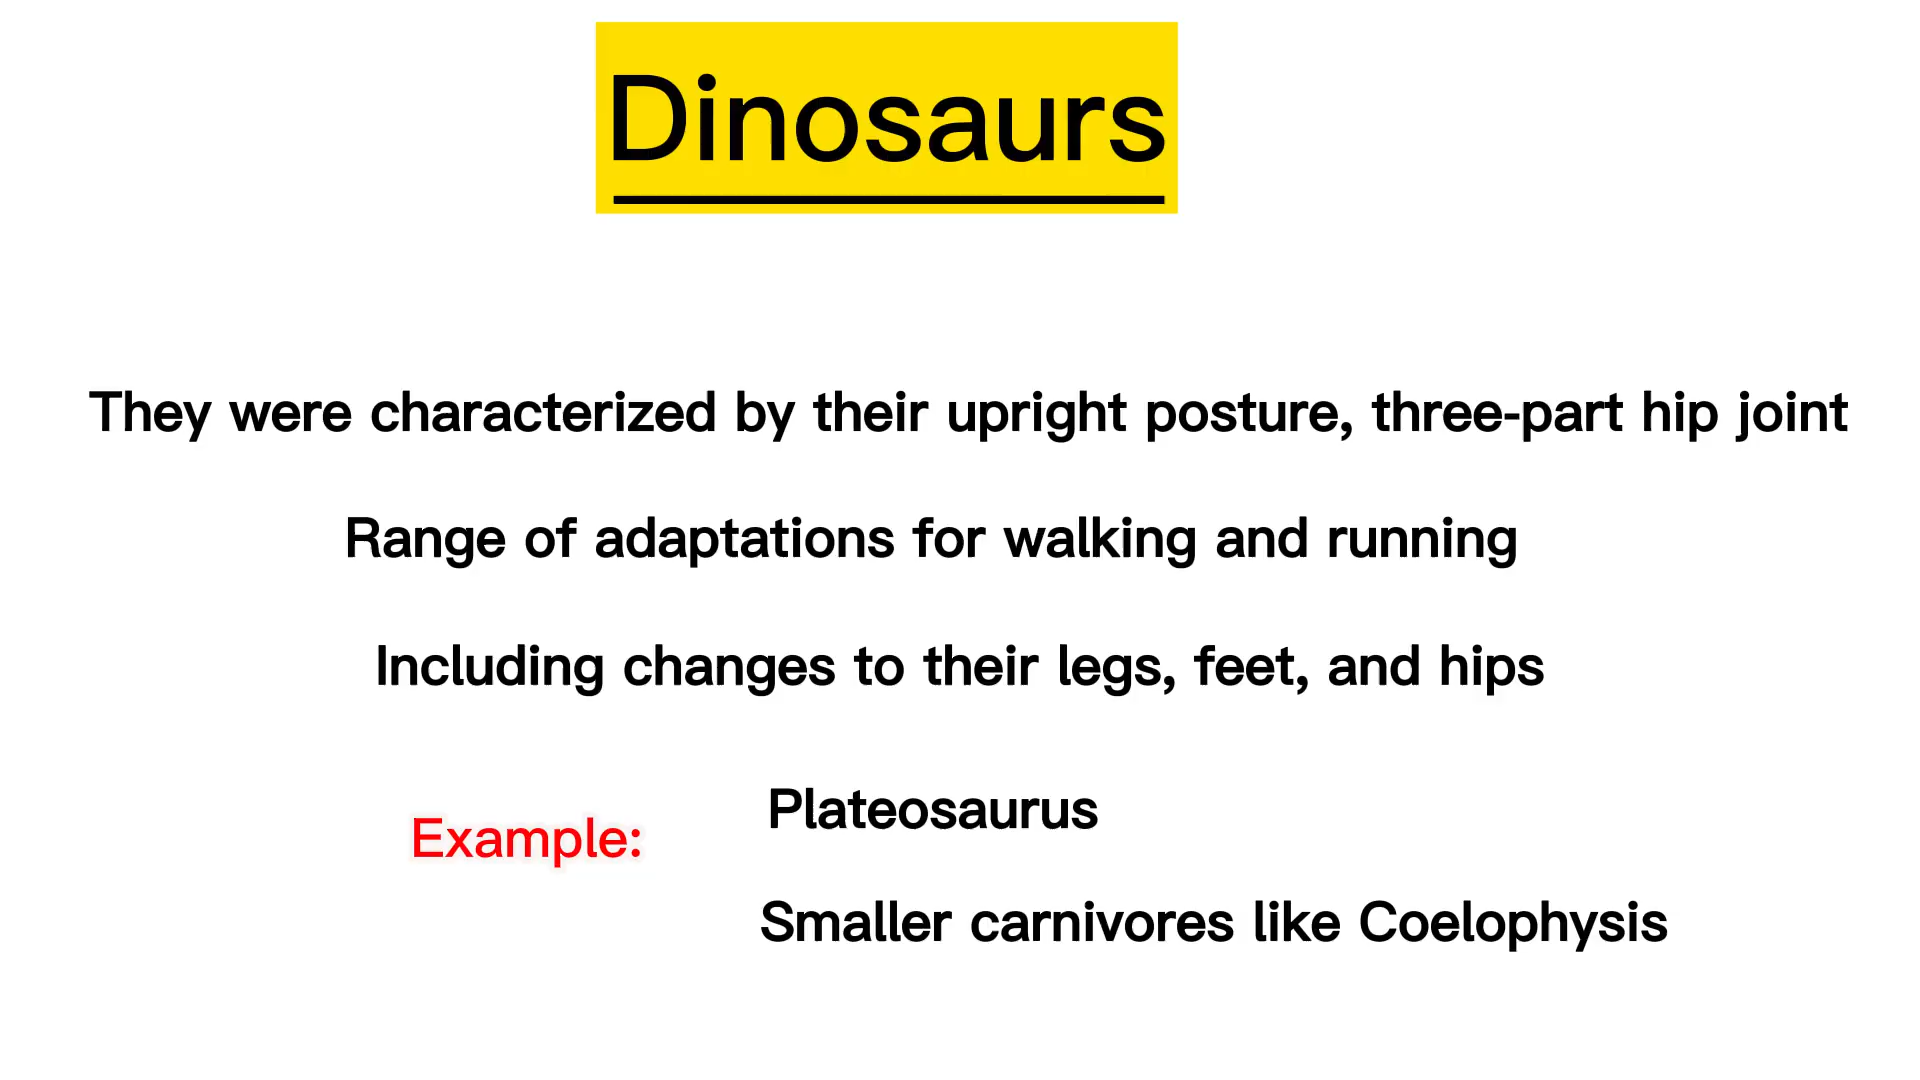 Dinosaurs
They were characterized by their upright posture, three-part hip joint
Range of adaptations for walking and running
Including changes to their legs, feet, and hips
Example:
Plateosaurus
Smaller carnivores like Coelophysis